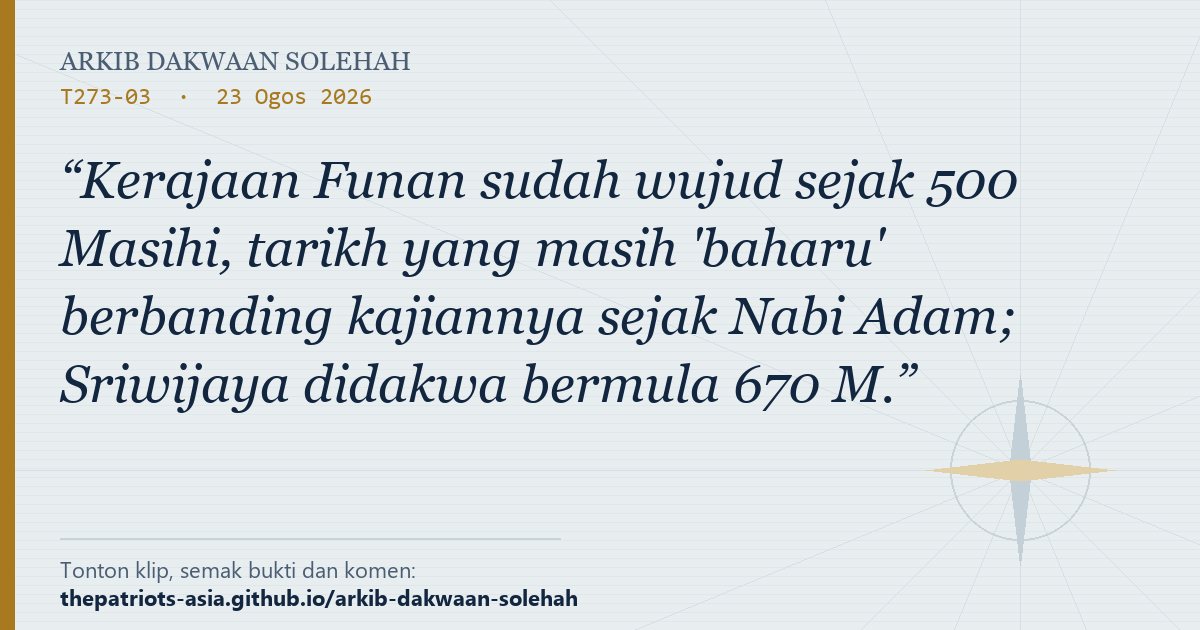 ARKIB DAKWAAN SOLEHAH
T273-03 · 23 Ogos 2026
“Kerajaan Funan sudah wujud sejak 500
Masihi, tarikh yang masih 'baharu'
berbanding kajiannya sejak Nabi Adam;
Sriwijaya didakwa bermula 670 M.”
Tonton klip, semak bukti dan komen:
thepatriots-asia.github.io/arkib-dakwaan-solehah